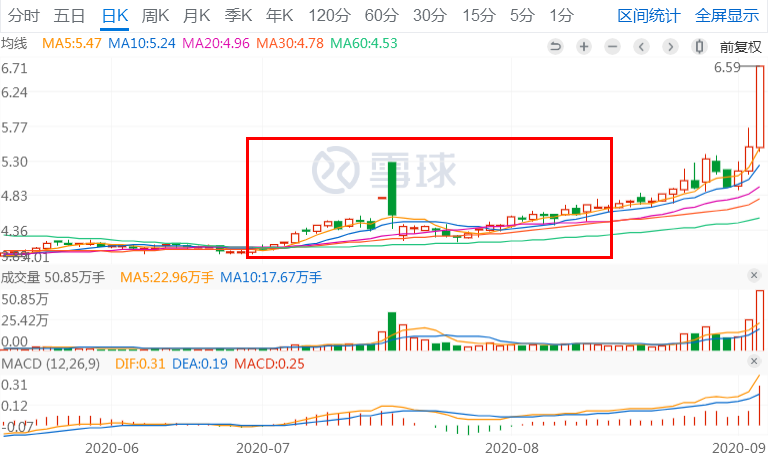 分时 五日 日K 周K 月K 季K 年K 120分 60分 30分 15分 5分 1分 区间统计 全屏显示
均线 MA5:5.47 MA10:5.24 MA20:4.96 MA30:4.78 MA60:4.53 前复权
6.71
6.59
6.24
5.77
5.30
雪球
4.83
4.36
4.01
成交量 50.85万手 MA5:22.96万手 MA10:17.67万手
50.85万
25.42万
0.00
MACD (12,26,9) DIF:0.31 DEA:0.19 MACD:0.25
0.31
0.12
-0.07
2020-06 2020-07 2020-08 2020-09